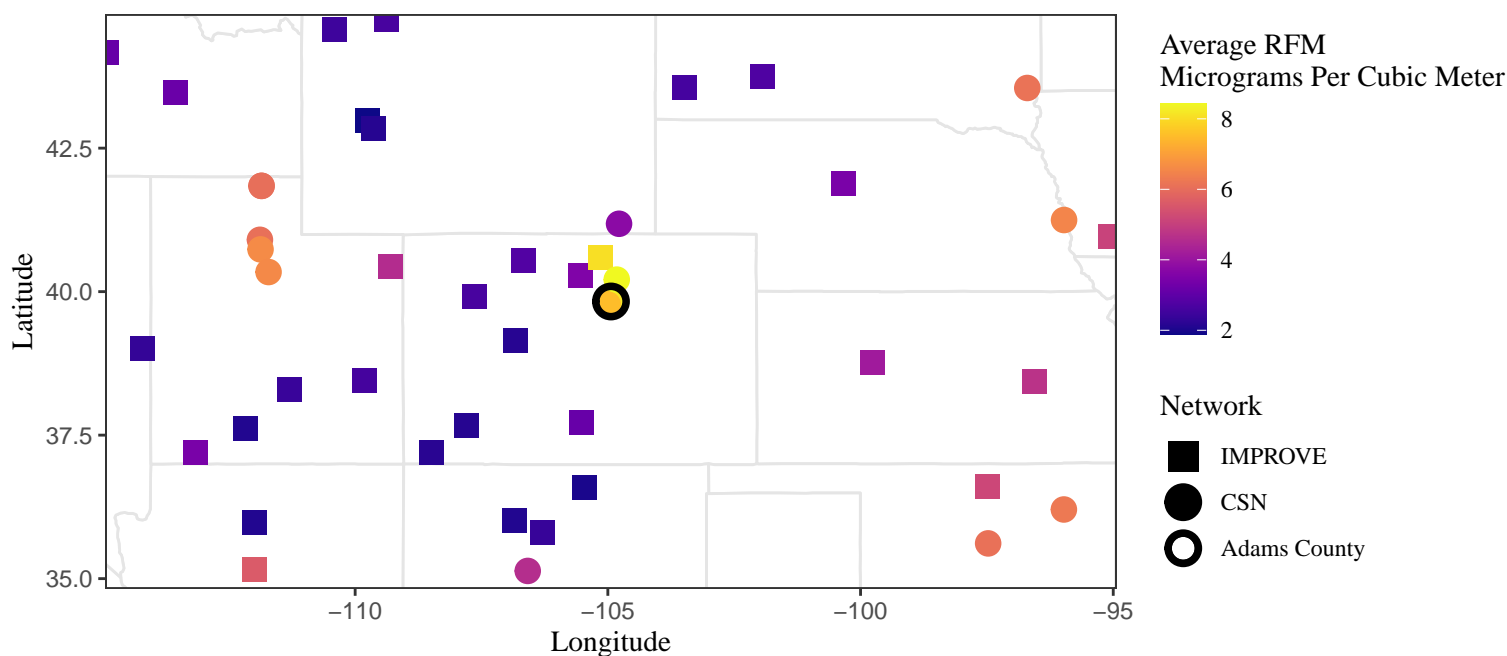 Average RFM
Micrograms Per Cubic Meter
8
6
4
2
Network
IMPROVE
CSN
Adams County
42.5
40.0
37.5
35.0
Latitude
−110
−105
−100
−95
Longitude